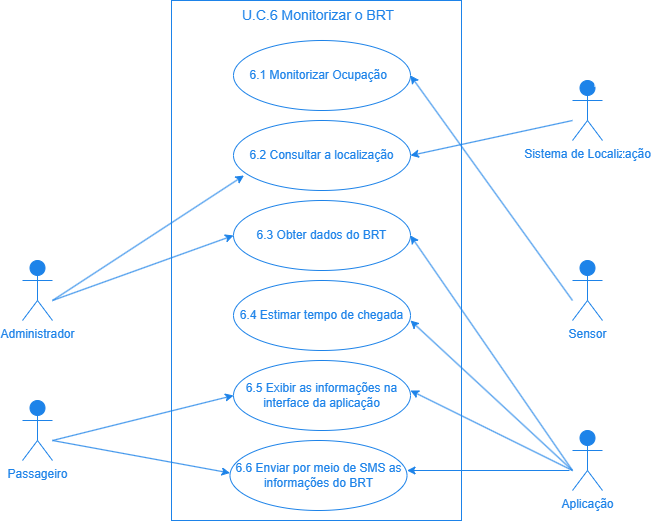 U.C.6 Monitorizar o BRT
6.1 Monitorizar Ocupação
6.2 Consultar a localização
Sistema de Localização
6.3 Obter dados do BRT
Administrador
6.4 Estimar tempo de chegada
Sensor
6.5 Exibir as informações na
interface da aplicação
Passageiro
6.6 Enviar por meio de SMS as
informações do BRT
Aplicação